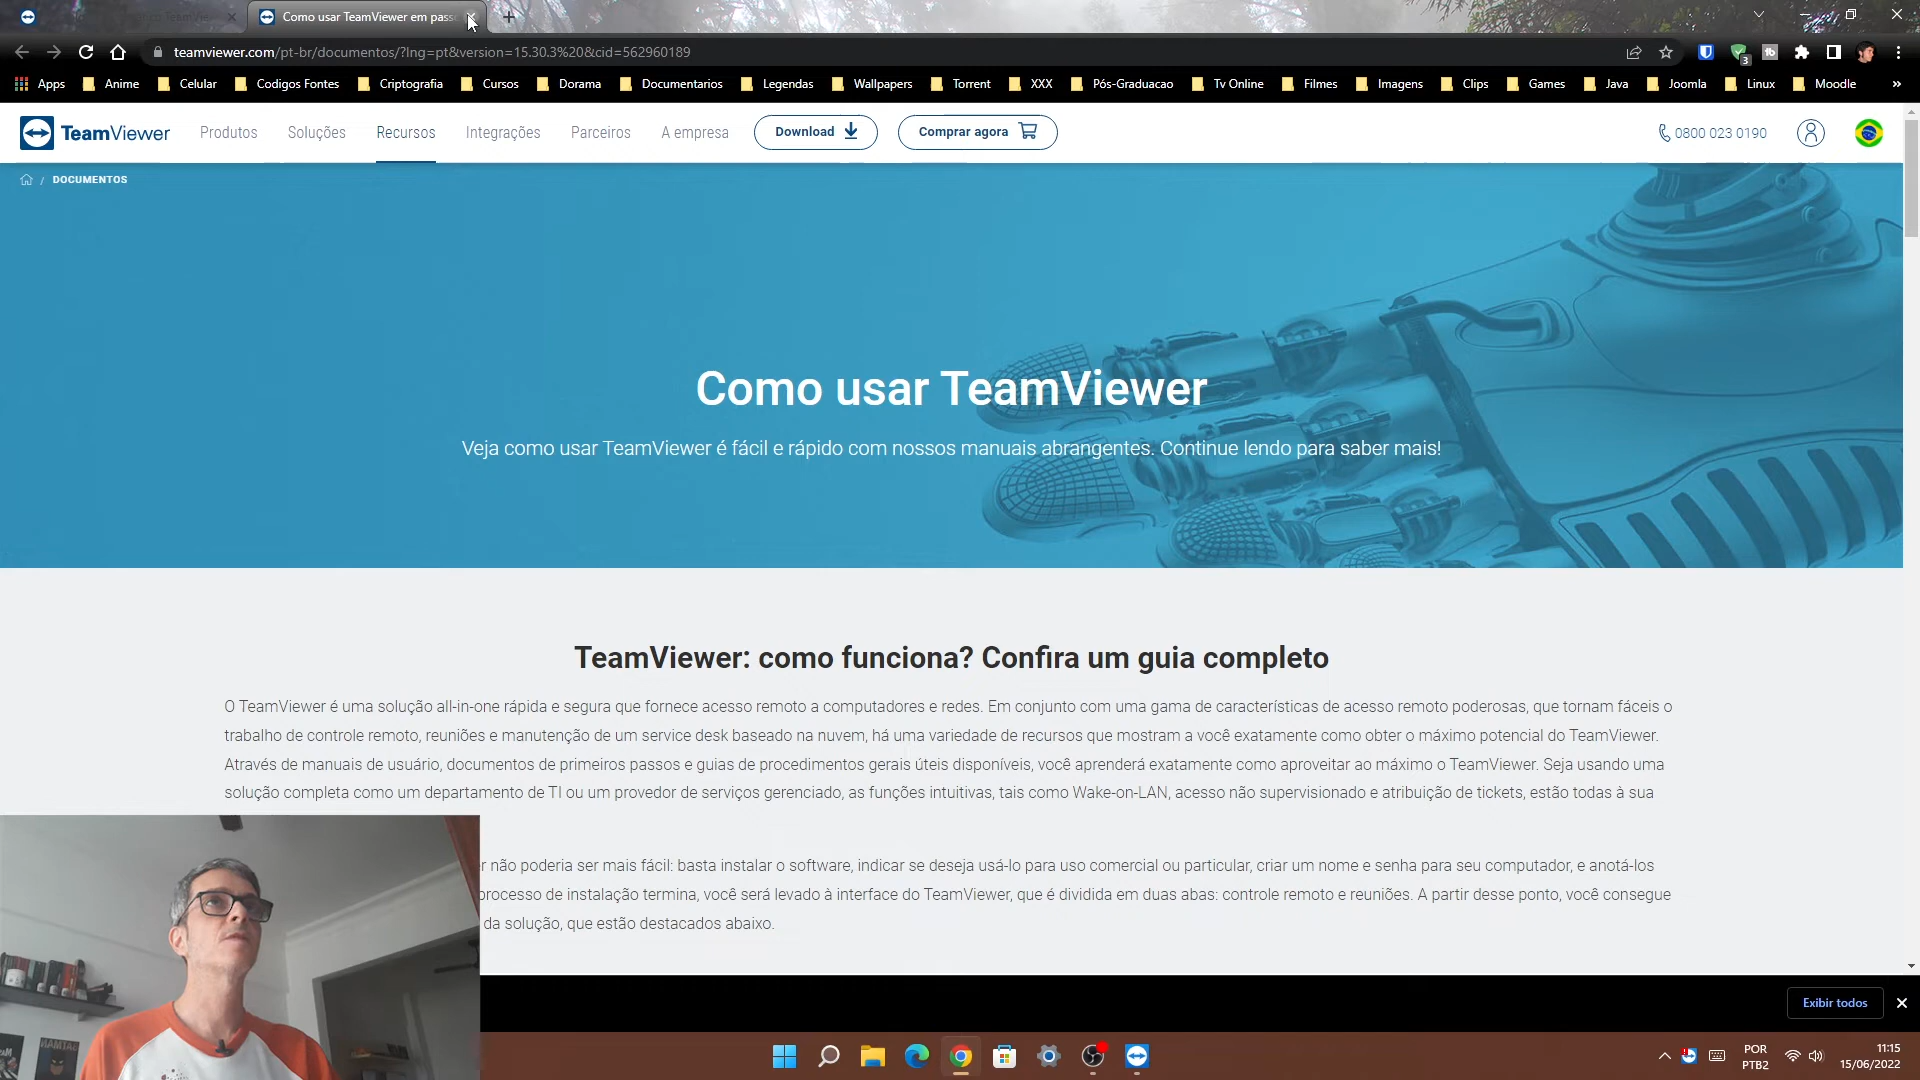 Como usar TeamViewer em pass
teamviewer.com/pt-br/documentos/?lng=pt&version=15.30.3%20&cid=562960189
3
Apps Anime Celular Codigos Fontes Criptografia Cursos Dorama Documentarios Legendas Wallpapers Torrent XXX Pós-Graduacao Tv Online Filmes Imagens Clips Games Java Joomla Linux Moodle »
TeamViewer Produtos Soluções Recursos Integrações Parceiros A empresa Download Comprar agora 0800 023 0190
/ DOCUMENTOS
Como usar TeamViewer
Veja como usar TeamViewer é fácil e rápido com nossos manuais abrangentes. Continue lendo para saber mais!
TeamViewer: como funciona? Confira um guia completo
O TeamViewer é uma solução all-in-one rápida e segura que fornece acesso remoto a computadores e redes. Em conjunto com uma gama de características de acesso remoto poderosas, que tornam fáceis o
trabalho de controle remoto, reuniões e manutenção de um service desk baseado na nuvem, há uma variedade de recursos que mostram a você exatamente como obter o máximo potencial do TeamViewer.
Através de manuais de usuário, documentos de primeiros passos e guias de procedimentos gerais úteis disponíveis, você aprenderá exatamente como aproveitar ao máximo o TeamViewer. Seja usando uma
solução completa como um departamento de TI ou um provedor de serviços gerenciado, as funções intuitivas, tais como Wake-on-LAN, acesso não supervisionado e atribuição de tickets, estão todas à sua
r não poderia ser mais fácil: basta instalar o software, indicar se deseja usá-lo para uso comercial ou particular, criar um nome e senha para seu computador, e anotá-los
processo de instalação termina, você será levado à interface do TeamViewer, que é dividida em duas abas: controle remoto e reuniões. A partir desse ponto, você consegue
da solução, que estão destacados abaixo.
Exibir todos
POR
PTB2
11:15
15/06/2022